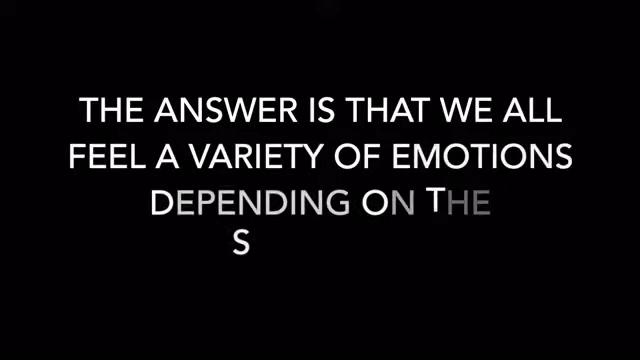 THE ANSWER IS THAT WE ALL
FEEL A VARIETY OF EMOTIONS
DEPENDING ON THE
S